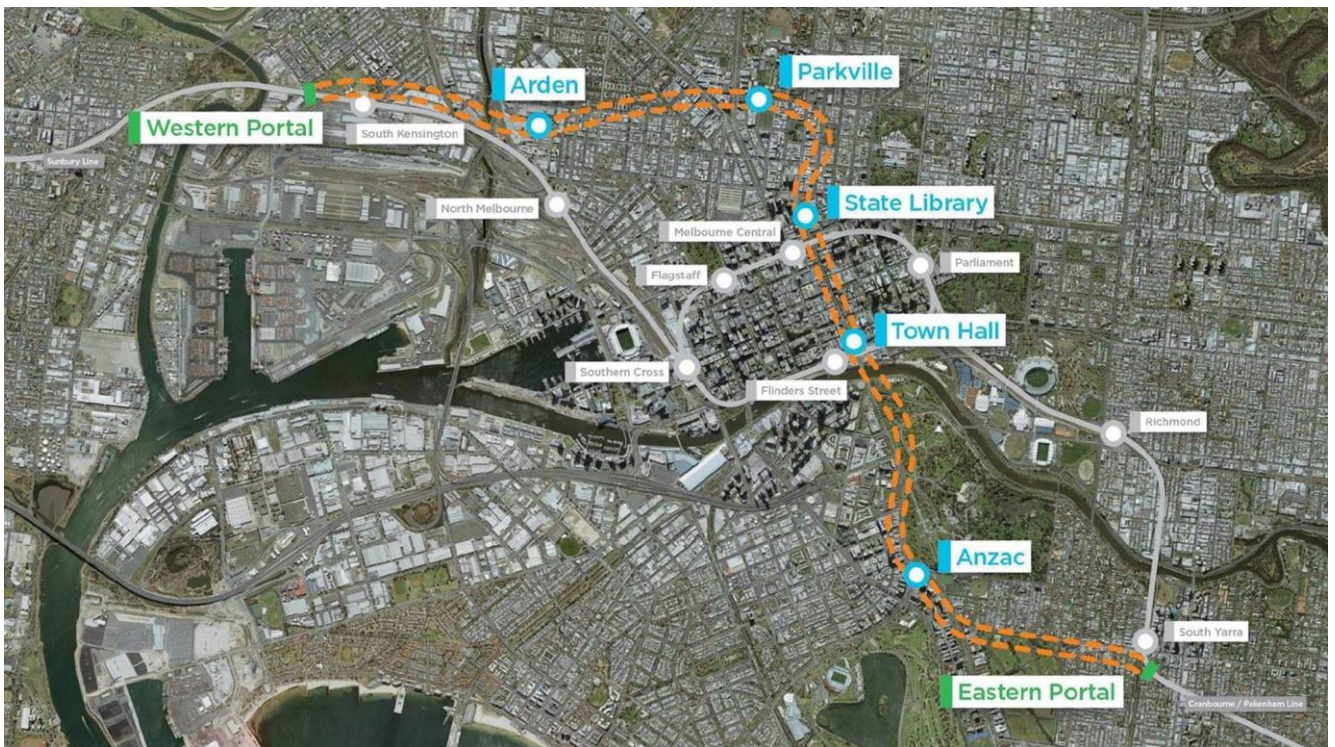 Parkville
Arden
Western Portal
South Kensington
Sunbury Line
State Library
North Melbourne
Melbourne Central
Parliament
Flagstaff
Town Hall
Southern Cross
Flinders Street
Richmond
Anzac
South Yarra
Eastern Portal
Cranbourne / Pakenham Line